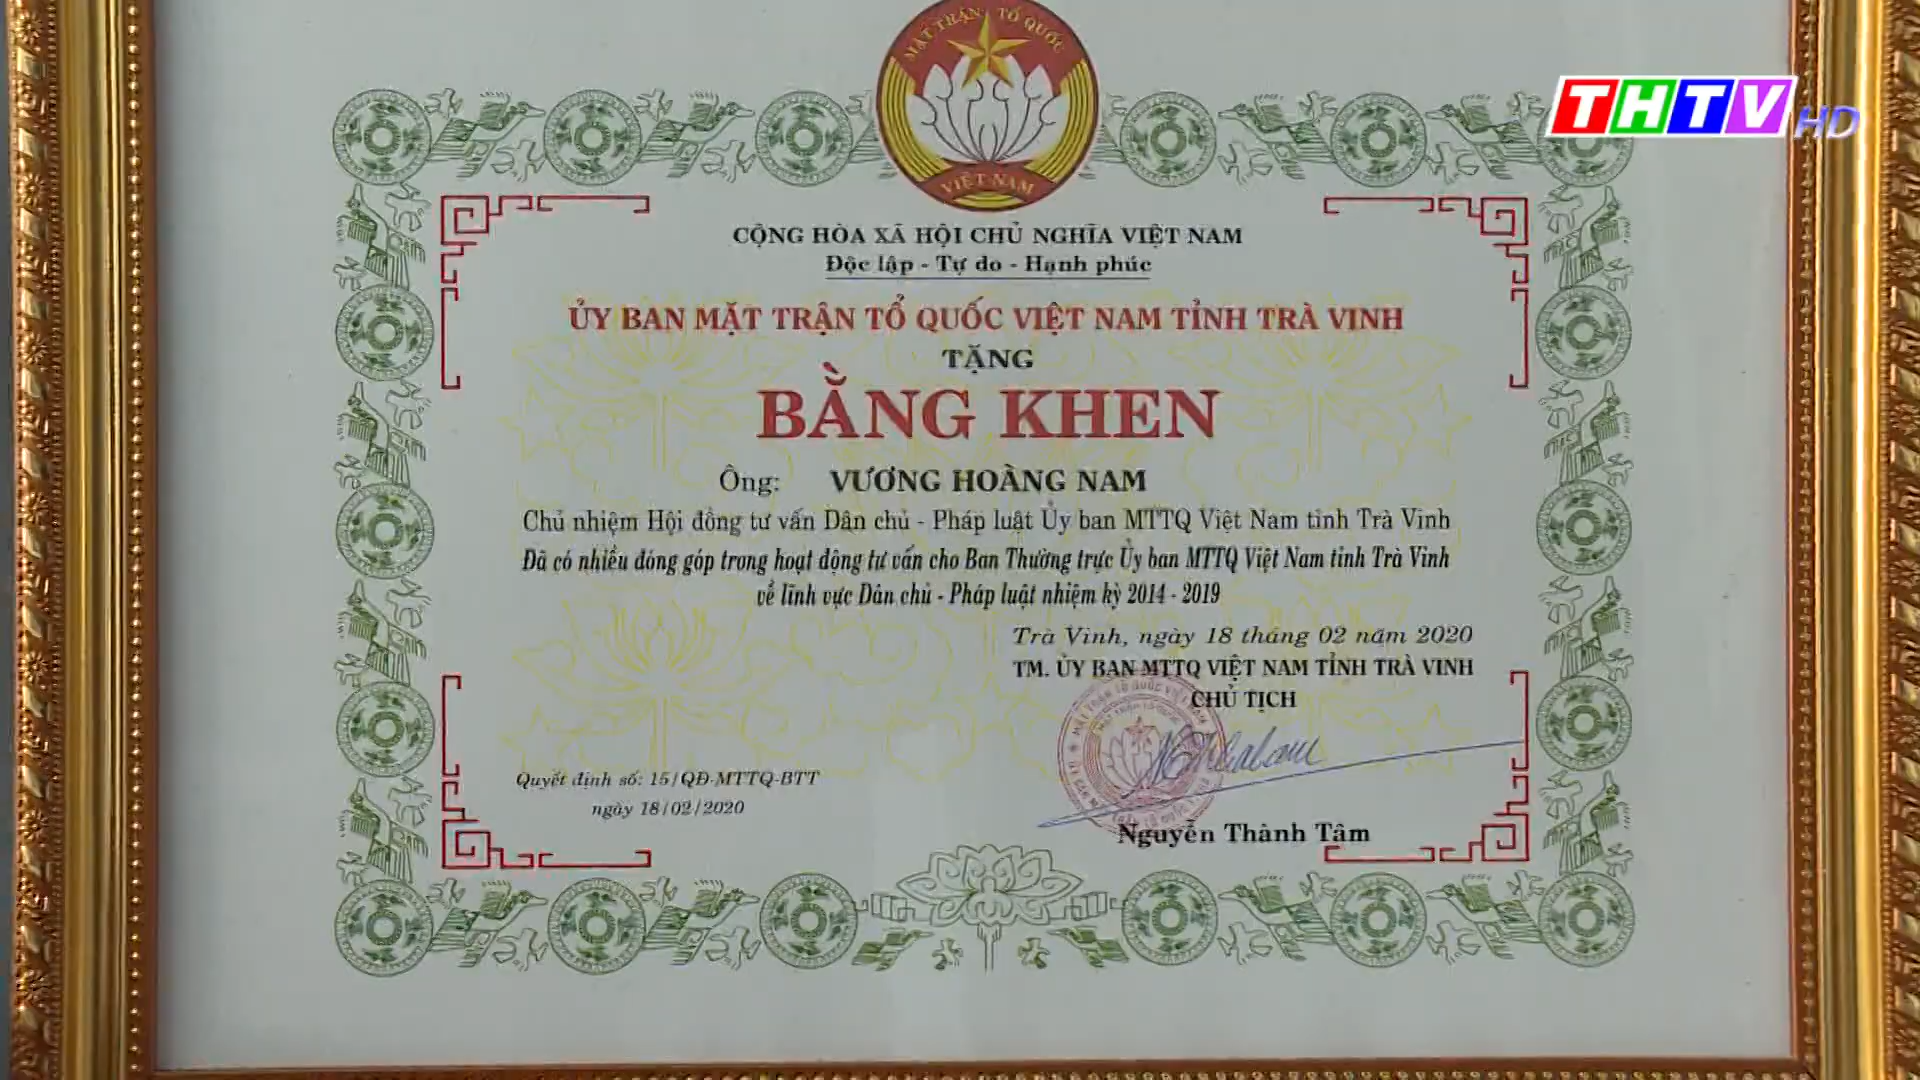 MẶT TRẬN TỔ QUỐC
VIỆT NAM
THTV HD
CỘNG HÒA XÃ HỘI CHỦ NGHĨA VIỆT NAM
Độc lập - Tự do - Hạnh phúc
ỦY BAN MẶT TRẬN TỔ QUỐC VIỆT NAM TỈNH TRÀ VINH
TẶNG
BẰNG KHEN
Ông: VƯƠNG HOÀNG NAM
Chủ nhiệm Hội đồng tư vấn Dân chủ - Pháp luật Ủy ban MTTQ Việt Nam tỉnh Trà Vinh
Đã có nhiều đóng góp trong hoạt động tư vấn cho Ban Thường trực Ủy ban MTTQ Việt Nam tỉnh Trà Vinh
về lĩnh vực Dân chủ - Pháp luật nhiệm kỳ 2014 - 2019
Trà Vinh, ngày 18 tháng 02 năm 2020
TM. ỦY BAN MTTQ VIỆT NAM TỈNH TRÀ VINH
CHỦ TỊCH
Quyết định số: 15/QĐ-MTTQ-BTT
ngày 18/02/2020
Nguyễn Thành Tâm